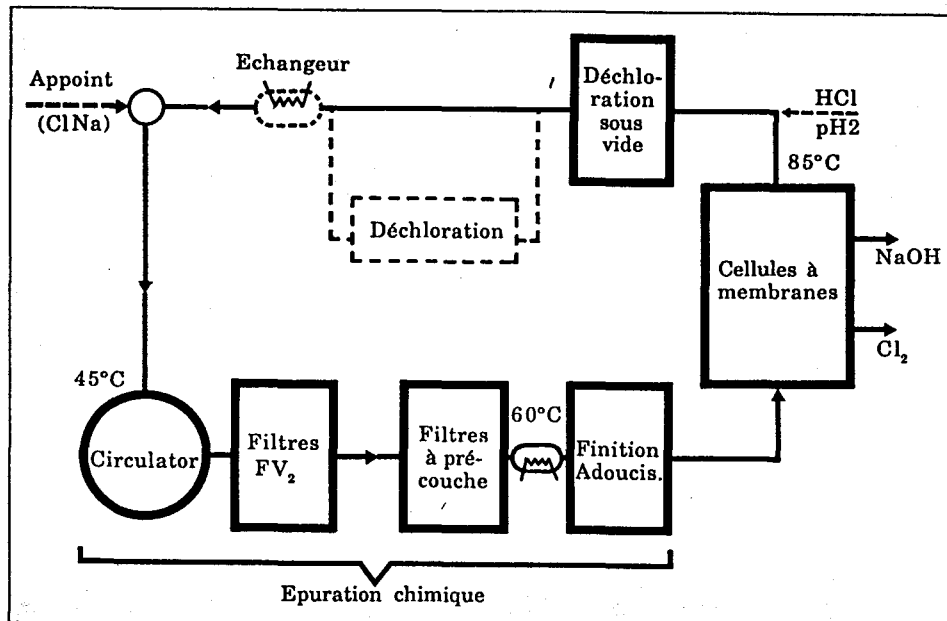 Appoint
(ClNa)
Echangeur
Déchlo-
ration
sous
vide
HCl
pH2
85°C
Déchloration
Cellules à
membranes
NaOH
Cl₂
45°C
Circulator
Filtres
FV₂
Filtres
à pré-
couche
60°C
Finition
Adoucis.
Epuration chimique